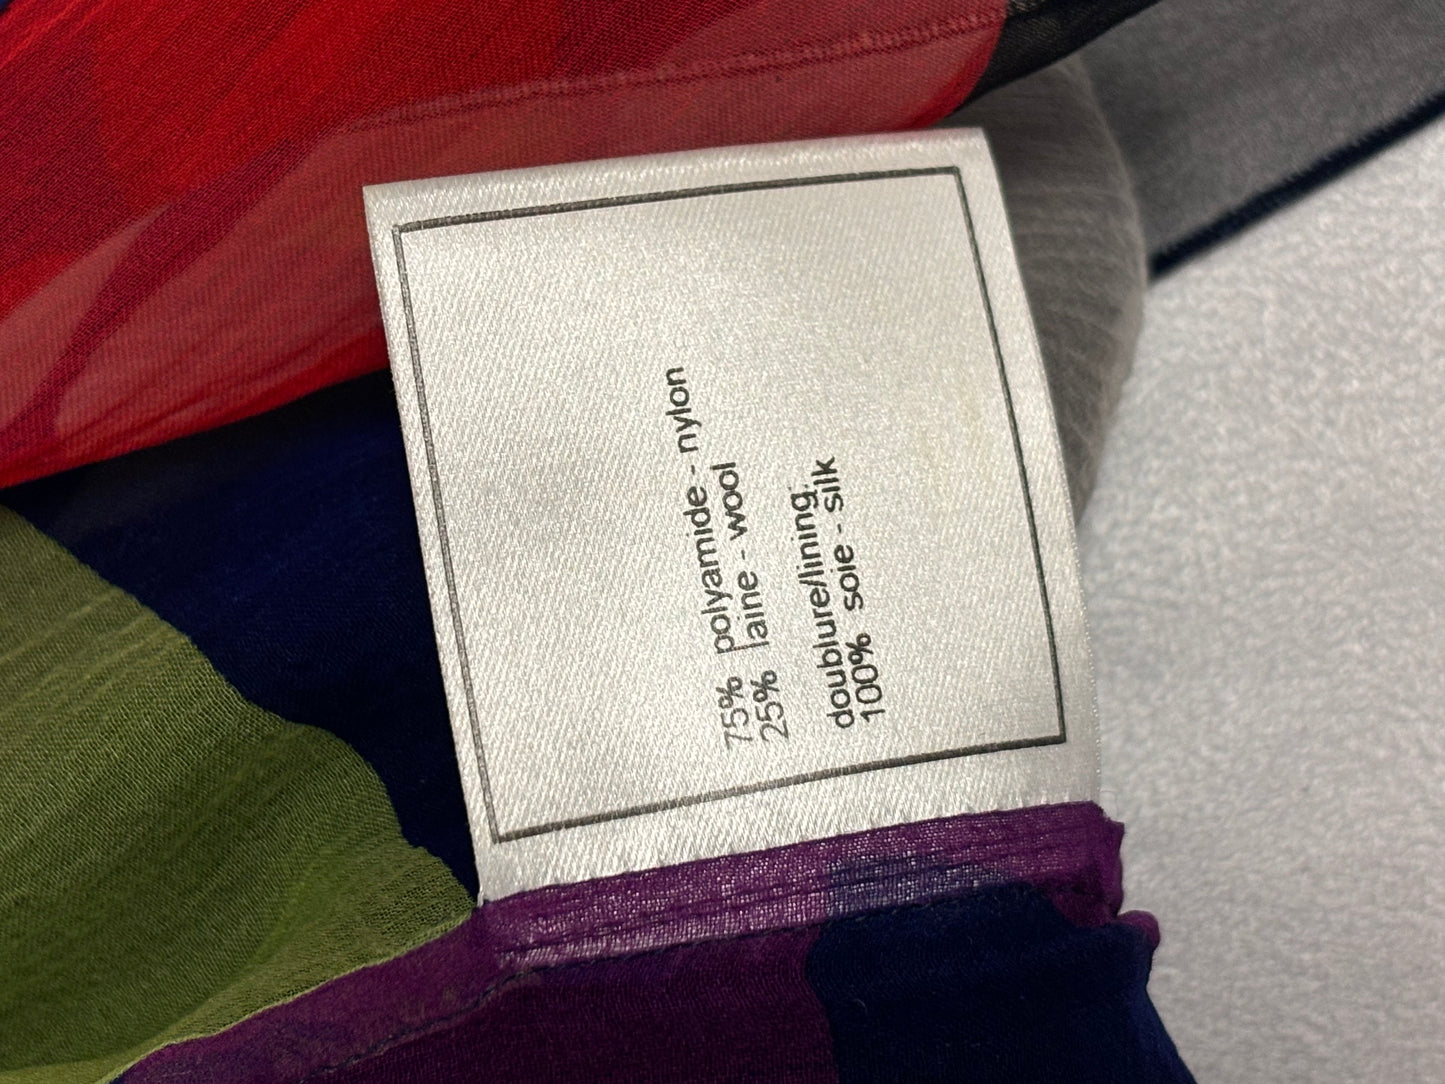 75% polyamide - nylon
25% laine - wool
doublure/lining:
100% soie - silk